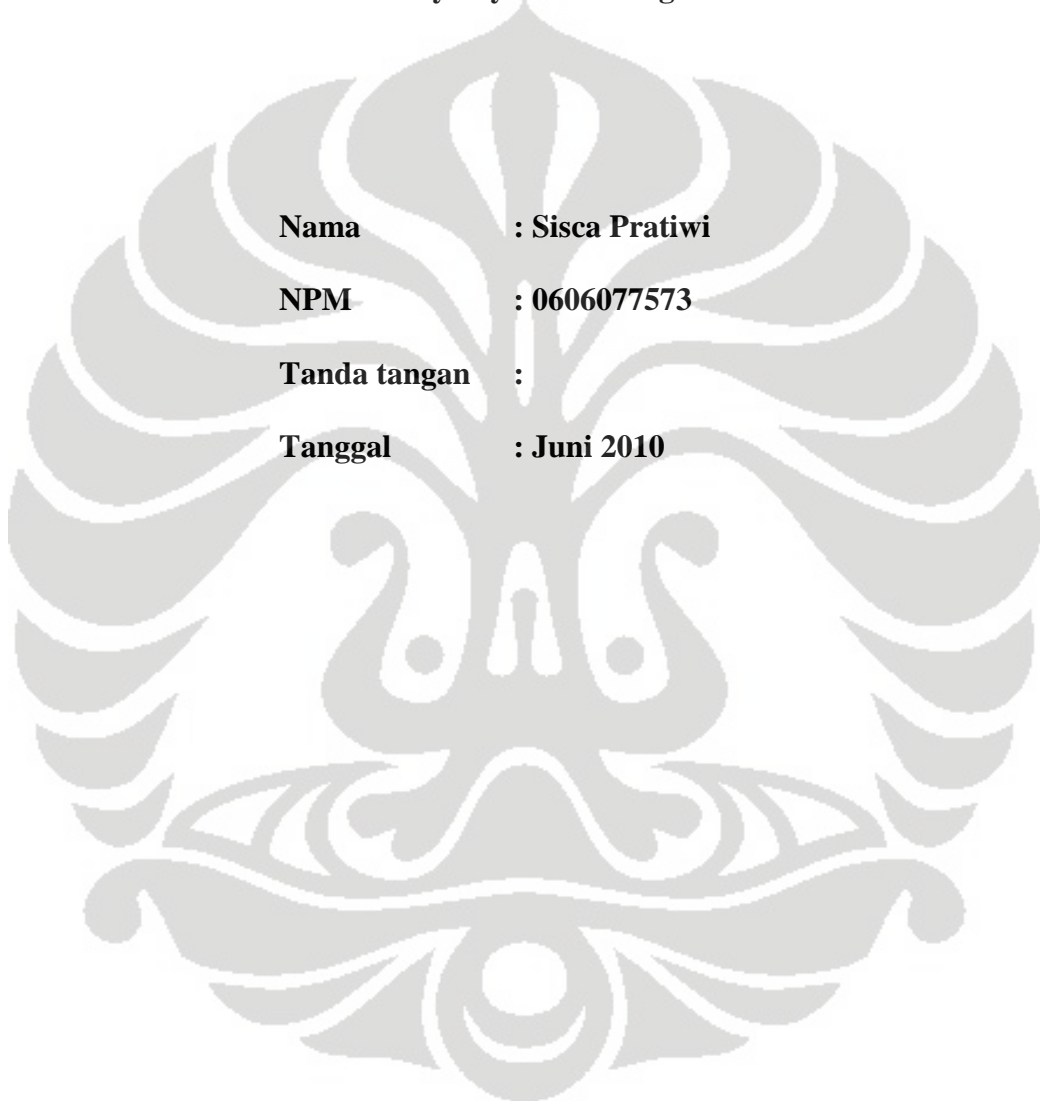 Nama : Sisca Pratiwi
NPM : 0606077573
Tanda tangan :
Tanggal : Juni 2010